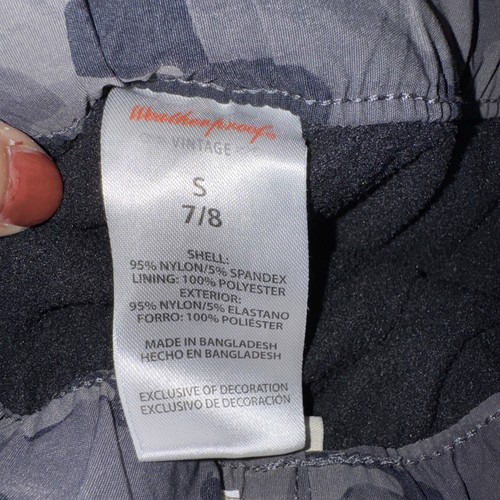 Weatherproof
VINTAGE
S
7/8
SHELL:
95% NYLON/5% SPANDEX
LINING: 100% POLYESTER
EXTERIOR:
95% NYLON/5% ELASTANO
FORRO: 100% POLIÉSTER
MADE IN BANGLADESH
HECHO EN BANGLADESH
EXCLUSIVE OF DECORATION
EXCLUSIVO DE DECORACIÓN